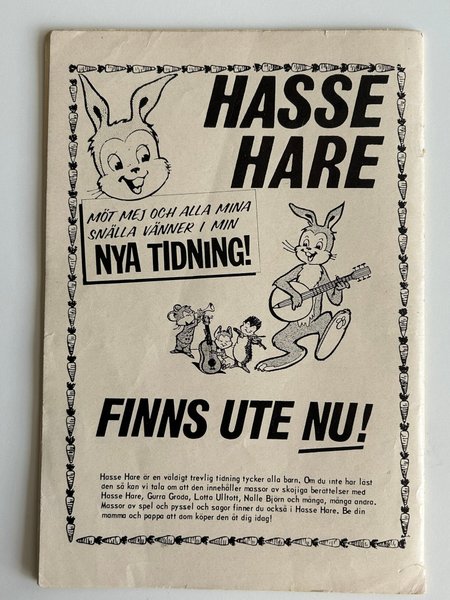 HASSE
HARE
MÖT MEJ OCH ALLA MINA
SNÄLLA VÄNNER I MIN
NYA TIDNING!
FINNS UTE NU!
Hasse Hare är en väldigt trevlig tidning tycker alla barn. Om du inte har läst
den så kan vi tala om att den innehåller massor av skojiga berättelser med
Hasse Hare, Gurra Groda, Lotta Ulltott, Nalle Björn och många, många andra.
Massor av spel och pyssel och sagor finner du också i Hasse Hare. Be din
mamma och pappa att dom köper den åt dig idag!